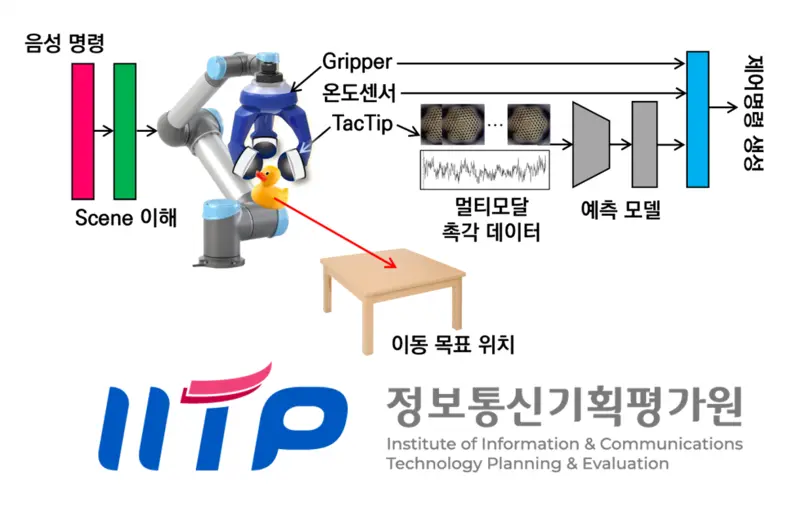 음성 명령
Gripper
온도센서
TacTip
...
Scene 이해
멀티모달
촉각 데이터
예측 모델
제어명령 생성
이동 목표 위치
IITP
정보통신기획평가원
Institute of Information & Communications
Technology Planning & Evaluation